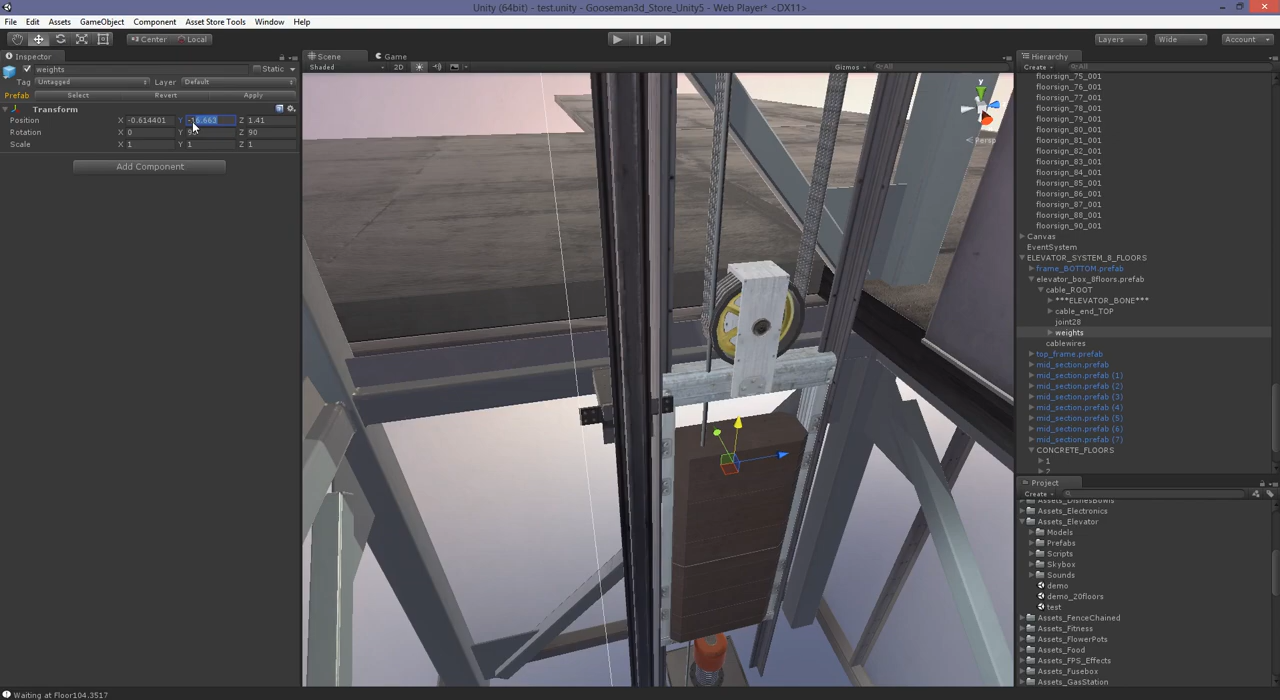 Unity (64bit) - test.unity - Gooseman3d_Store_Unity5 - Web Player* <DX11>
File Edit Assets GameObject Component Asset Store Tools Window Help
Center Local Layers Wide Account
Inspector
weights Static
Tag Untagged Layer Default
Prefab Select Revert Apply
Transform
Position X -0.614401 Y -16.663 Z 1.41
Rotation X 0 Y 90 Z 90
Scale X 1 Y 1 Z 1
Add Component
Scene Game
Shaded 2D Gizmos All
y
Persp
Hierarchy
Create All
floorsign_75_001
floorsign_76_001
floorsign_77_001
floorsign_78_001
floorsign_79_001
floorsign_80_001
floorsign_81_001
floorsign_82_001
floorsign_83_001
floorsign_84_001
floorsign_85_001
floorsign_86_001
floorsign_87_001
floorsign_88_001
floorsign_90_001
Canvas
EventSystem
ELEVATOR_SYSTEM_8_FLOORS
frame_BOTTOM.prefab
elevator_box_8floors.prefab
cable_ROOT
***ELEVATOR_BONE***
cable_end_TOP
joint28
weights
cablewires
top_frame.prefab
mid_section.prefab
mid_section.prefab (1)
mid_section.prefab (2)
mid_section.prefab (3)
mid_section.prefab (4)
mid_section.prefab (5)
mid_section.prefab (6)
mid_section.prefab (7)
CONCRETE_FLOORS
1
Project
Create
Assets_DishesBowls
Assets_Electronics
Assets_Elevator
Models
Prefabs
Scripts
Skybox
Sounds
demo
demo_20floors
test
Assets_FenceChained
Assets_Fitness
Assets_FlowerPots
Assets_Food
Assets_FPS_Effects
Assets_Fusebox
Assets_GasStation
Waiting at Floor104.3517